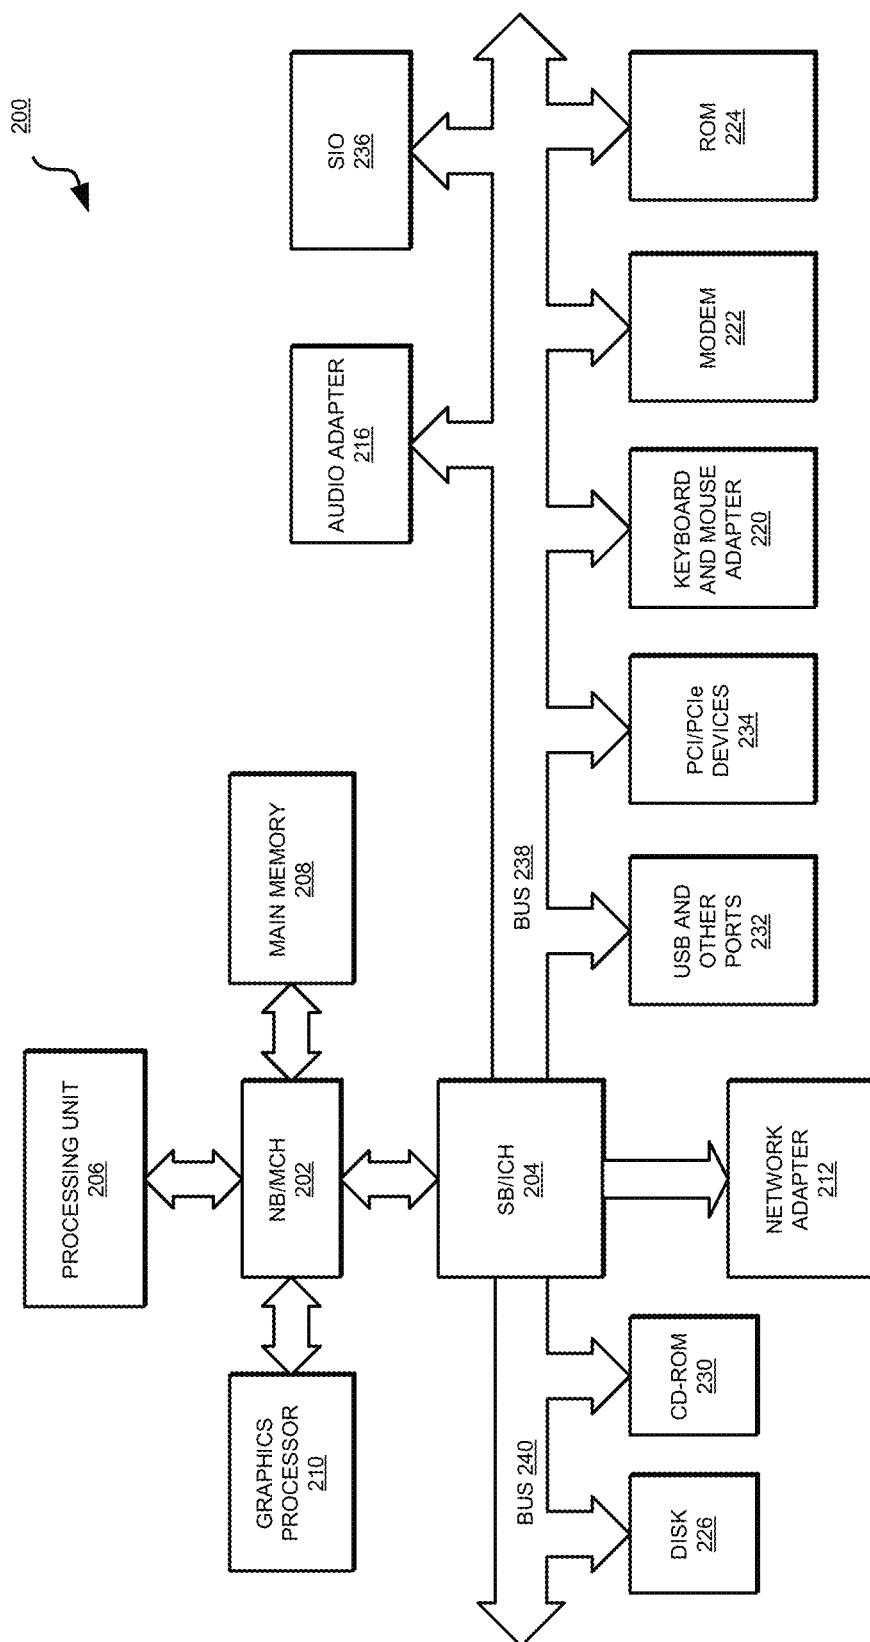 200
PROCESSING UNIT
206
GRAPHICS
PROCESSOR
210
NB/MCH
202
MAIN MEMORY
208
AUDIO ADAPTER
216
SIO
236
SB/ICH
204
BUS 240
BUS 238
DISK
226
CD-ROM
230
NETWORK
ADAPTER
212
USB AND
OTHER
PORTS
232
PCI/PCIe
DEVICES
234
KEYBOARD
AND MOUSE
ADAPTER
220
MODEM
222
ROM
224